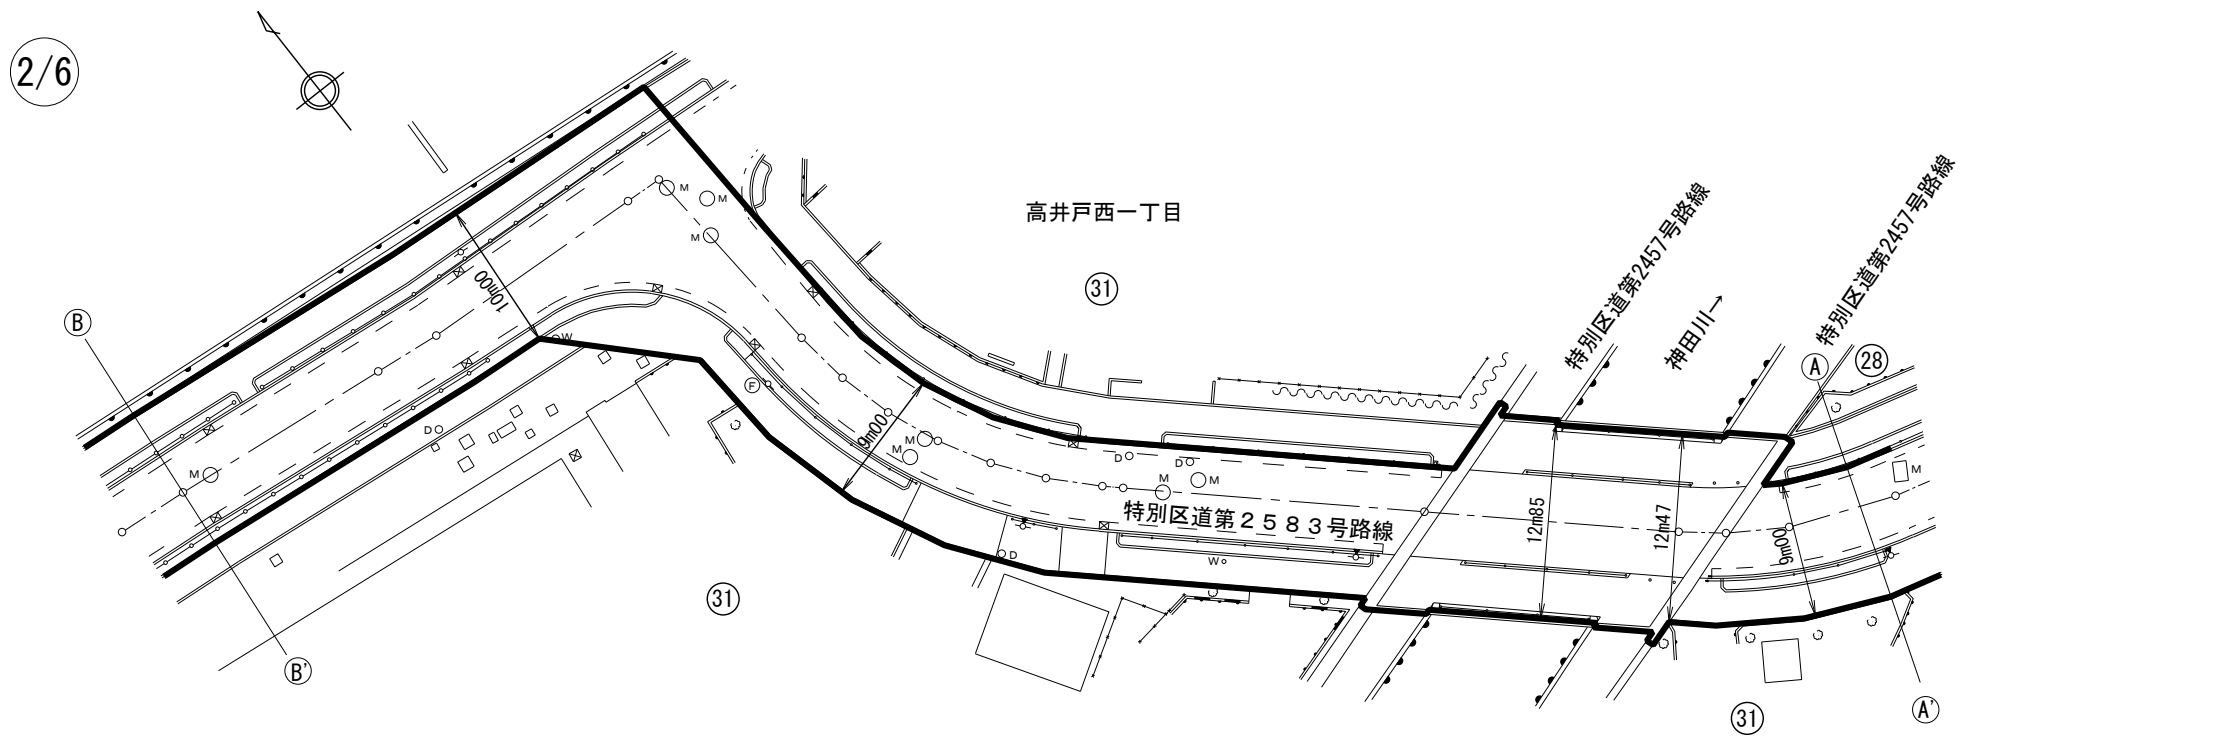 2/6
高井戸西一丁目
31
特別区道第2457号路線
神田川→
特別区道第2457号路線
A
28
B
10m00
W
M
M
M
F
D
9m00
M
M
D
D
M
M
M
特別区道第２５８３号路線
12m85
12m47
9m00
M
W
D
31
B'
31
A'